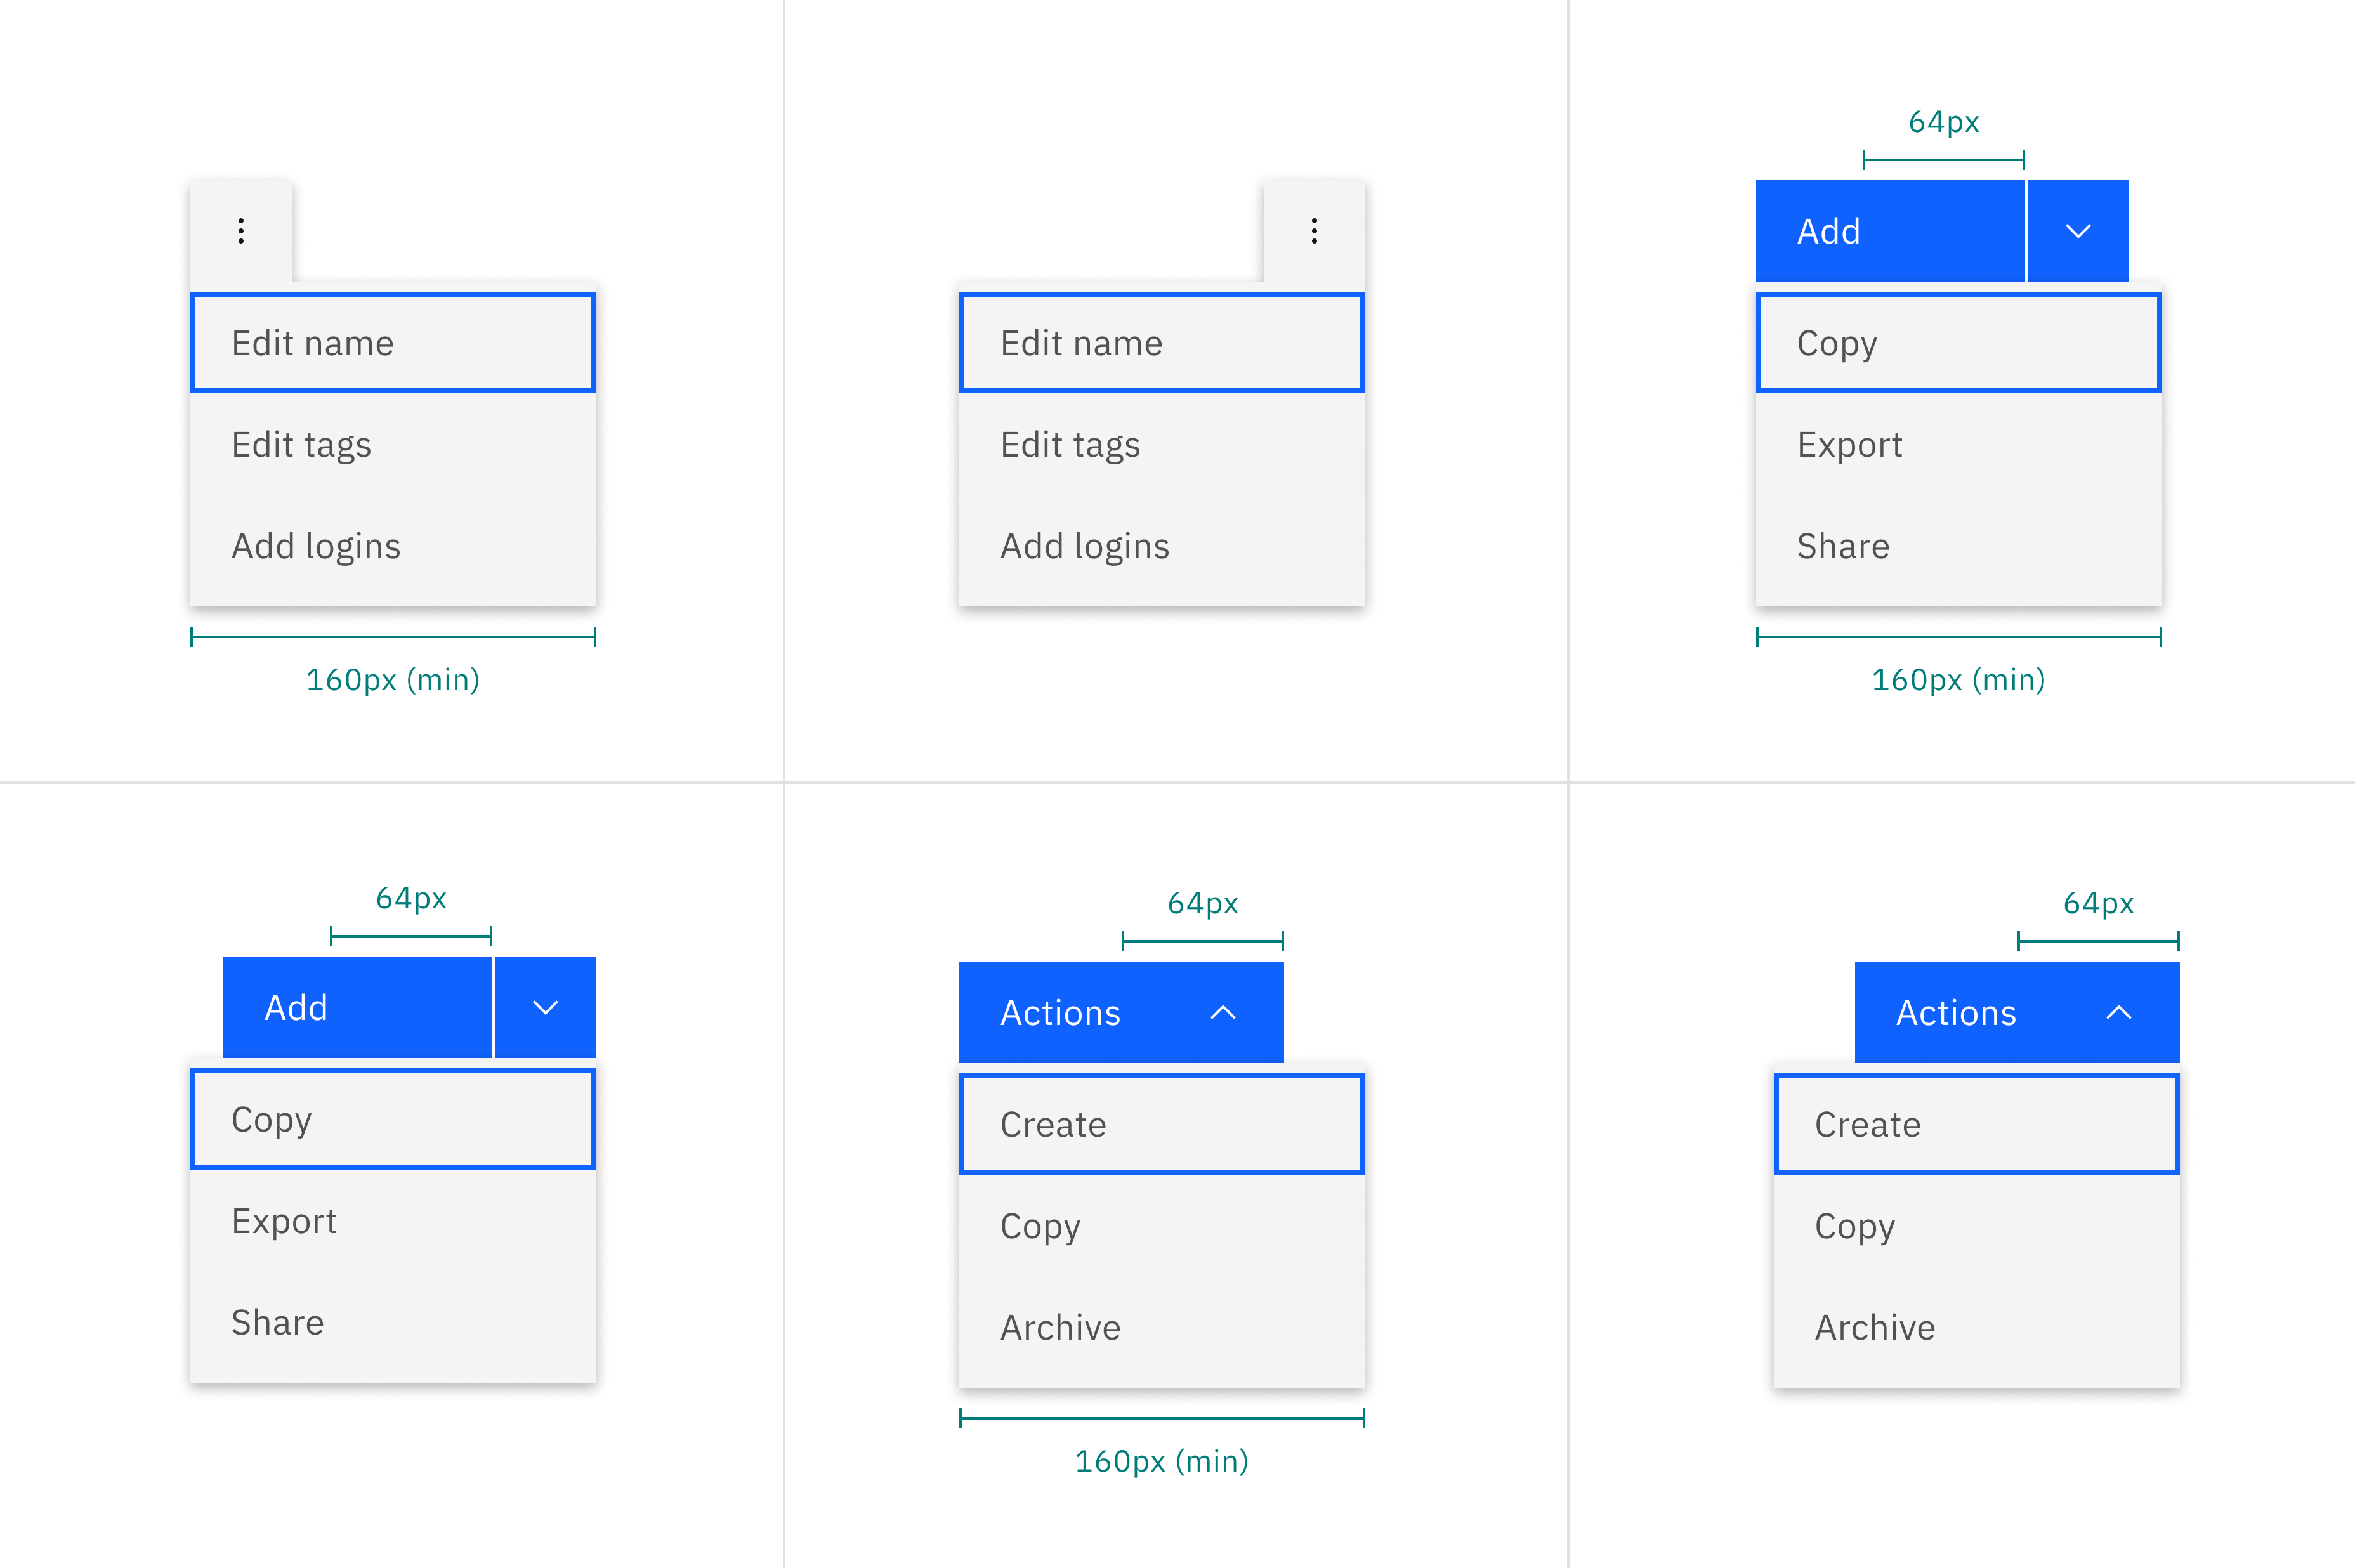 Edit name
Edit tags
Add logins
160px (min)
Edit name
Edit tags
Add logins
64px
Add
Copy
Export
Share
160px (min)
64px
Add
Copy
Export
Share
64px
Actions
Create
Copy
Archive
160px (min)
64px
Actions
Create
Copy
Archive